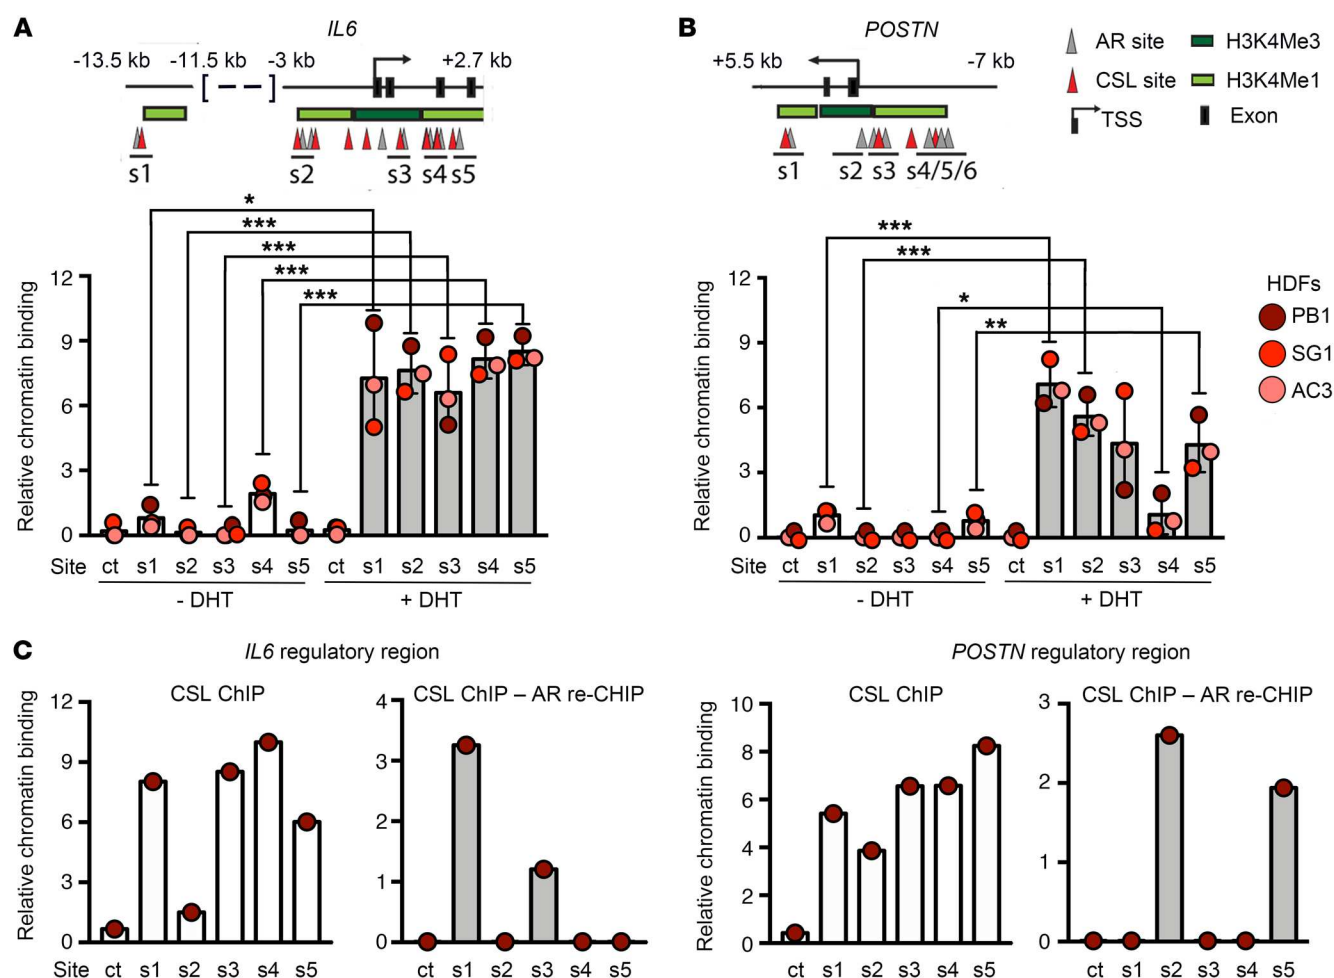 A
IL6
-13.5 kb -11.5 kb -3 kb +2.7 kb
s1 s2 s3 s4 s5
*
***
***
***
***
Relative chromatin binding
12
9
6
3
0
Site ct s1 s2 s3 s4 s5 ct s1 s2 s3 s4 s5
- DHT + DHT
B
POSTN
+5.5 kb -7 kb
s1 s2 s3 s4/5/6
AR site H3K4Me3
CSL site H3K4Me1
TSS Exon
***
***
*
**
Relative chromatin binding
12
9
6
3
0
Site ct s1 s2 s3 s4 s5 ct s1 s2 s3 s4 s5
- DHT + DHT
HDFs
PB1
SG1
AC3
C
IL6 regulatory region
CSL ChIP
Relative chromatin binding
12
9
6
3
0
Site ct s1 s2 s3 s4 s5
CSL ChIP – AR re-CHIP
4
3
2
1
0
ct s1 s2 s3 s4 s5
POSTN regulatory region
CSL ChIP
Relative chromatin binding
10
8
6
4
2
0
ct s1 s2 s3 s4 s5
CSL ChIP – AR re-CHIP
3
2
1
0
ct s1 s2 s3 s4 s5